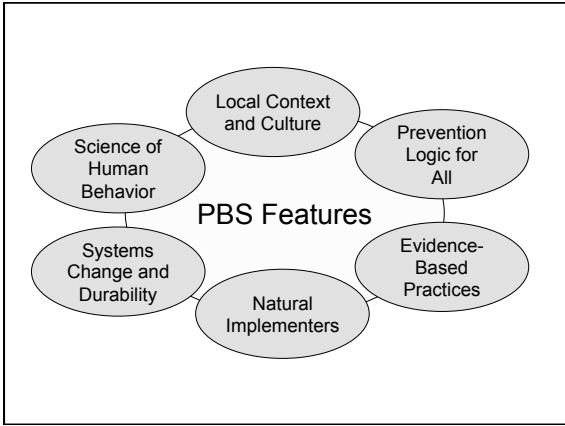 Local Context
and Culture
Prevention
Logic for
All
Science of
Human
Behavior
PBS Features
Systems
Change and
Durability
Evidence-
Based
Practices
Natural
Implementers